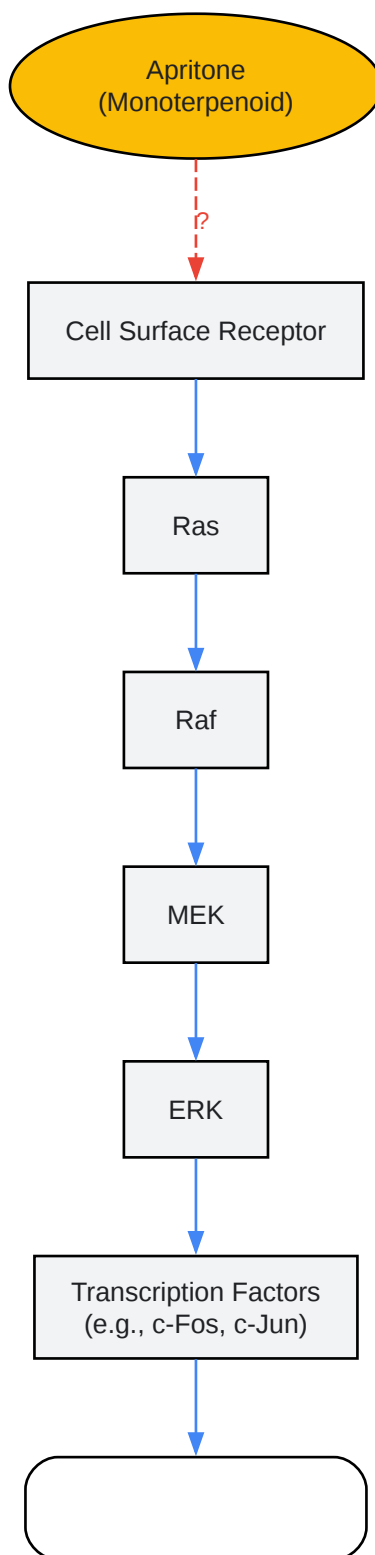 Apritone
(Monoterpenoid)
?
Cell Surface Receptor
Ras
Raf
MEK
ERK
Transcription Factors
(e.g., c-Fos, c-Jun)